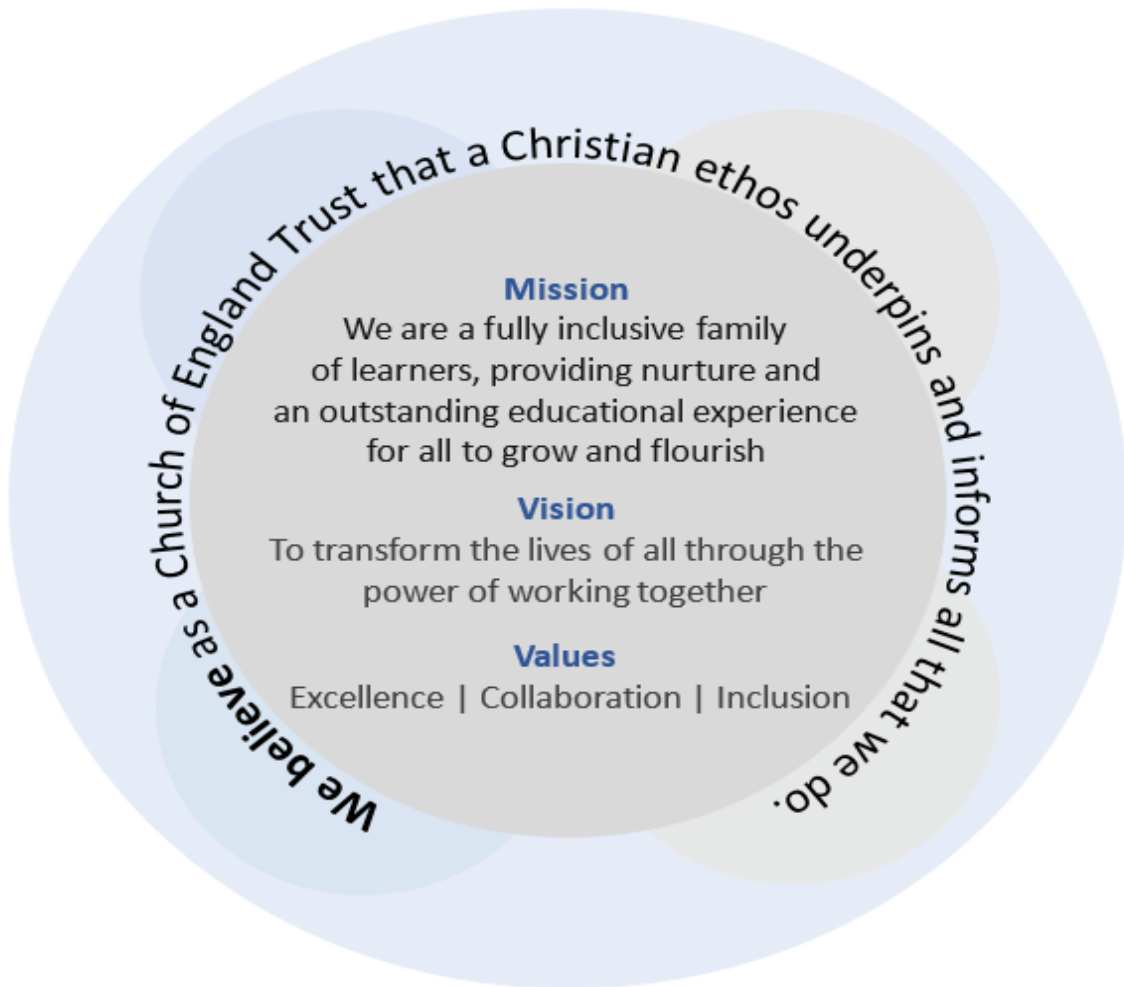 We believe as a Church of England Trust that a Christian ethos underpins and informs all that we do.
Mission
We are a fully inclusive family
of learners, providing nurture and
an outstanding educational experience
for all to grow and flourish
Vision
To transform the lives of all through the
power of working together
Values
Excellence | Collaboration | Inclusion